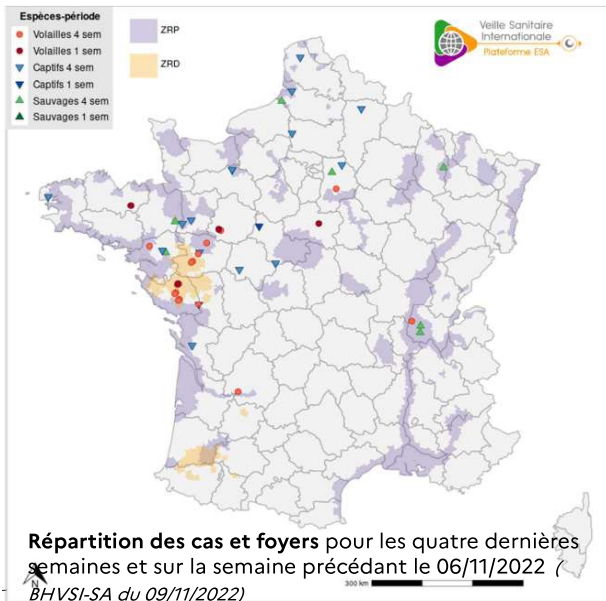 Espèces-période
Volailles 4 sem
Volailles 1 sem
Captifs 4 sem
Captifs 1 sem
Sauvages 4 sem
Sauvages 1 sem
ZRP
ZRD
Veille Sanitaire
Internationale
Plateforme ESA
Répartition des cas et foyers pour les quatre dernières
semaines et sur la semaine précédant le 06/11/2022 (
BHVSI-SA du 09/11/2022)
N
300 km